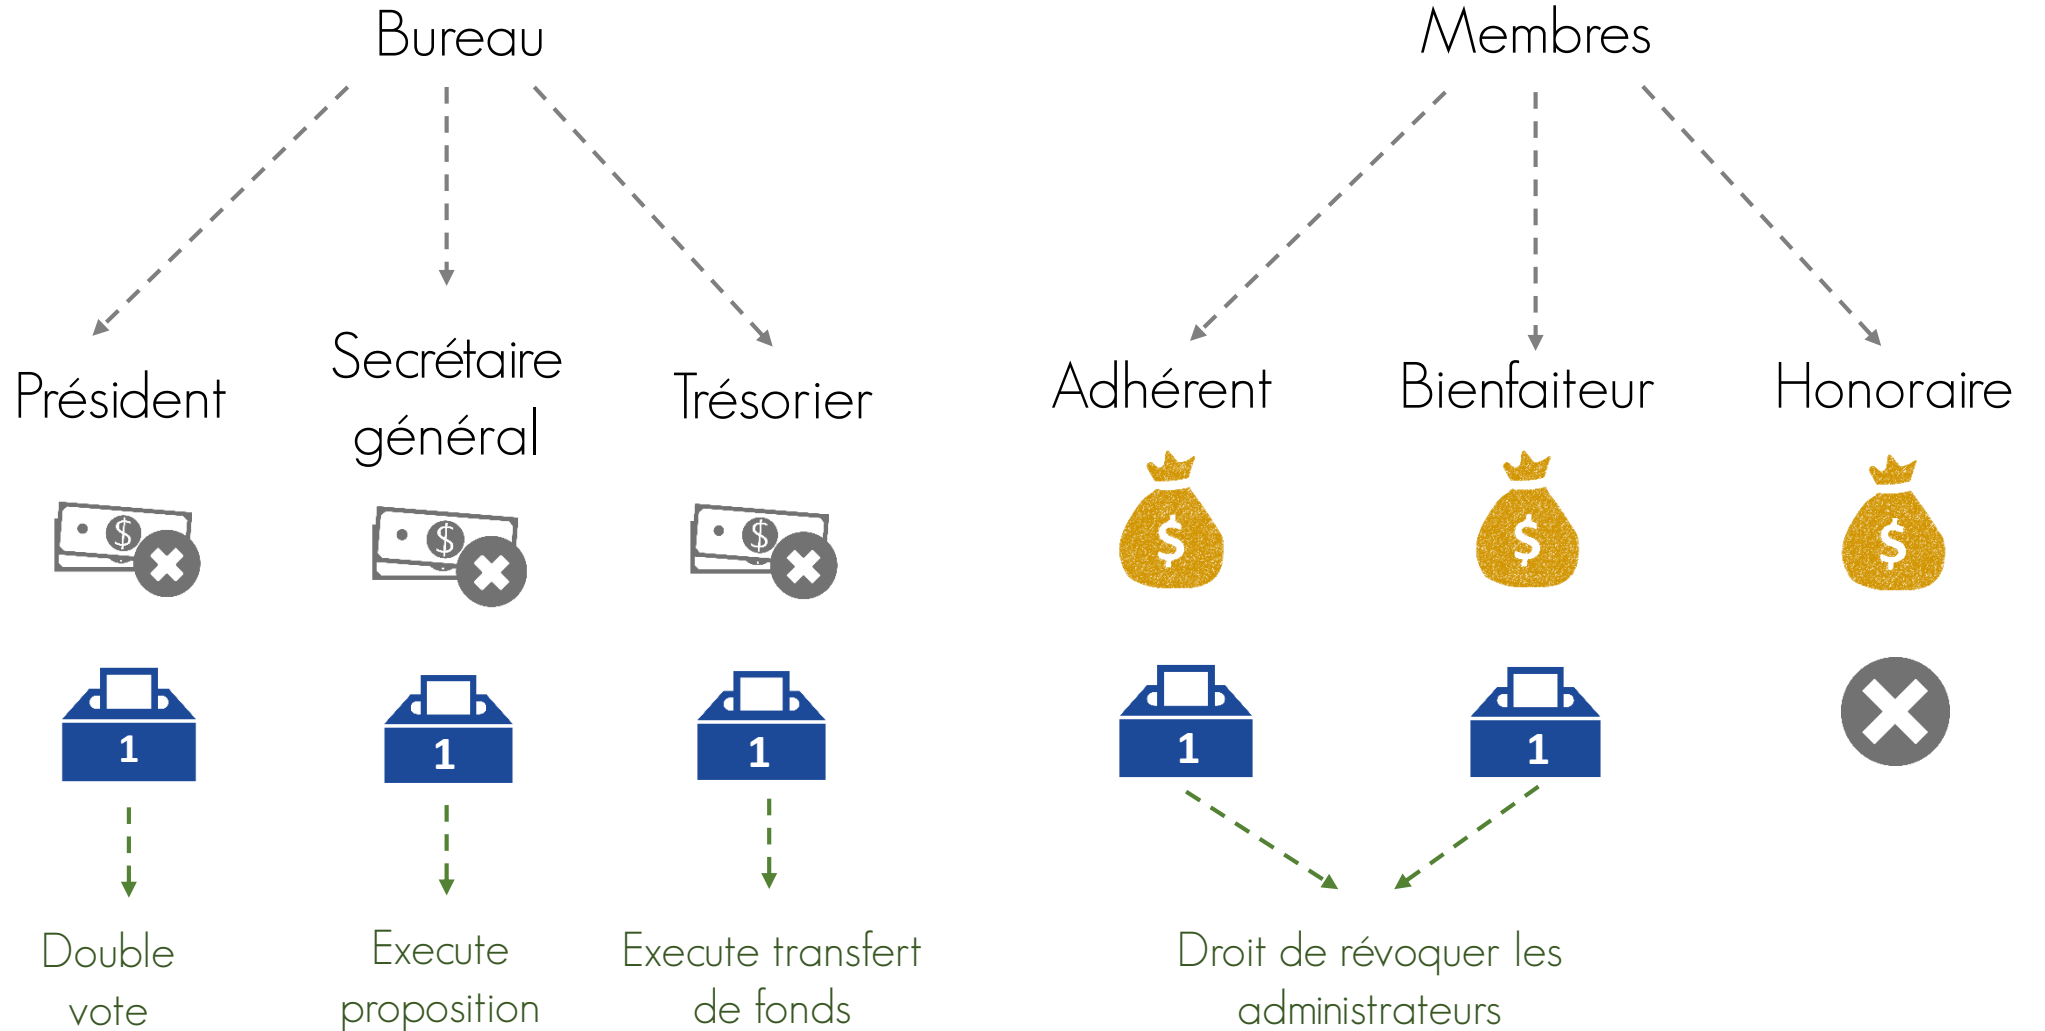 Bureau
Membres
Président
Secrétaire
général
Trésorier
Adhérent
Bienfaiteur
Honoraire
$
$
$
$
$
$
1
1
1
1
1
Double
vote
Execute
proposition
Execute transfert
de fonds
Droit de révoquer les
administrateurs